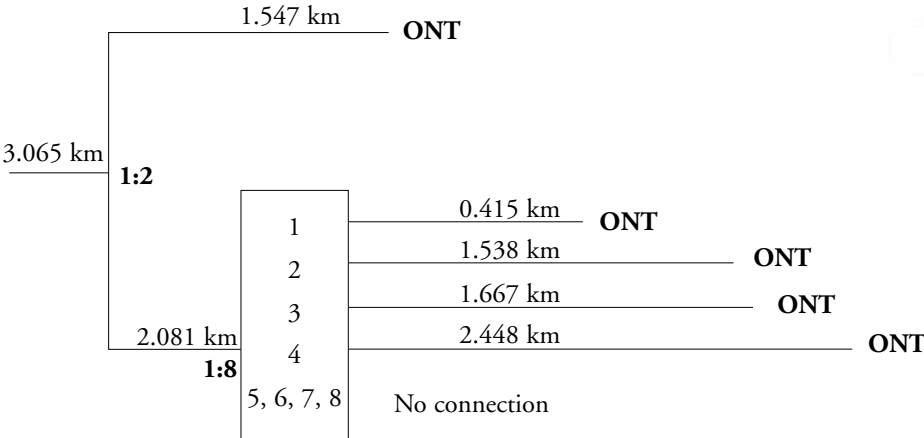 1.547 km
ONT
3.065 km
1:2
1
0.415 km
ONT
2
1.538 km
ONT
3
1.667 km
ONT
2.081 km
1:8
4
2.448 km
ONT
5, 6, 7, 8
No connection